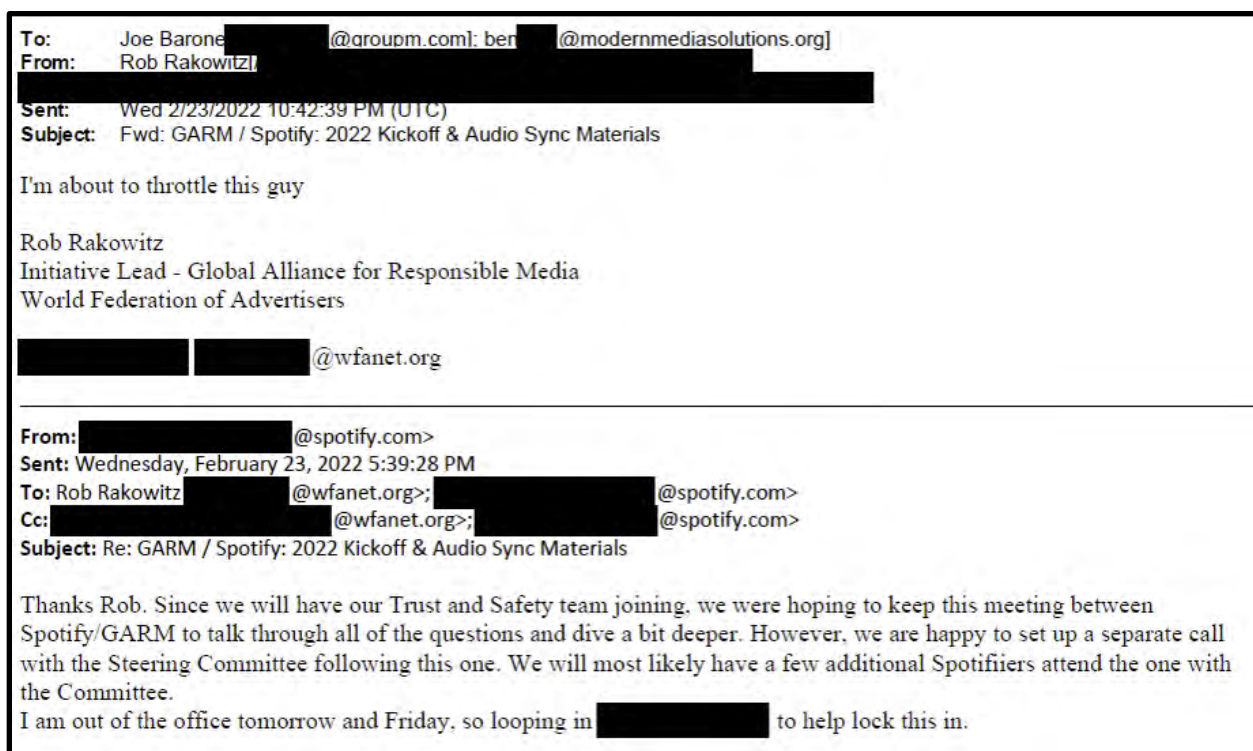 To: Joe Barone @groupm.com]; ben @modernmediasolutions.org]
From: Rob Rakowitz[/
Sent: Wed 2/23/2022 10:42:39 PM (UTC)
Subject: Fwd: GARM / Spotify: 2022 Kickoff & Audio Sync Materials
I'm about to throttle this guy
Rob Rakowitz
Initiative Lead - Global Alliance for Responsible Media
World Federation of Advertisers
@wfanet.org
From: @spotify.com>
Sent: Wednesday, February 23, 2022 5:39:28 PM
To: Rob Rakowitz @wfanet.org>; @spotify.com>
Cc: @wfanet.org>; @spotify.com>
Subject: Re: GARM / Spotify: 2022 Kickoff & Audio Sync Materials
Thanks Rob. Since we will have our Trust and Safety team joining, we were hoping to keep this meeting between
Spotify/GARM to talk through all of the questions and dive a bit deeper. However, we are happy to set up a separate call
with the Steering Committee following this one. We will most likely have a few additional Spotifiiers attend the one with
the Committee.
I am out of the office tomorrow and Friday, so looping in to help lock this in.